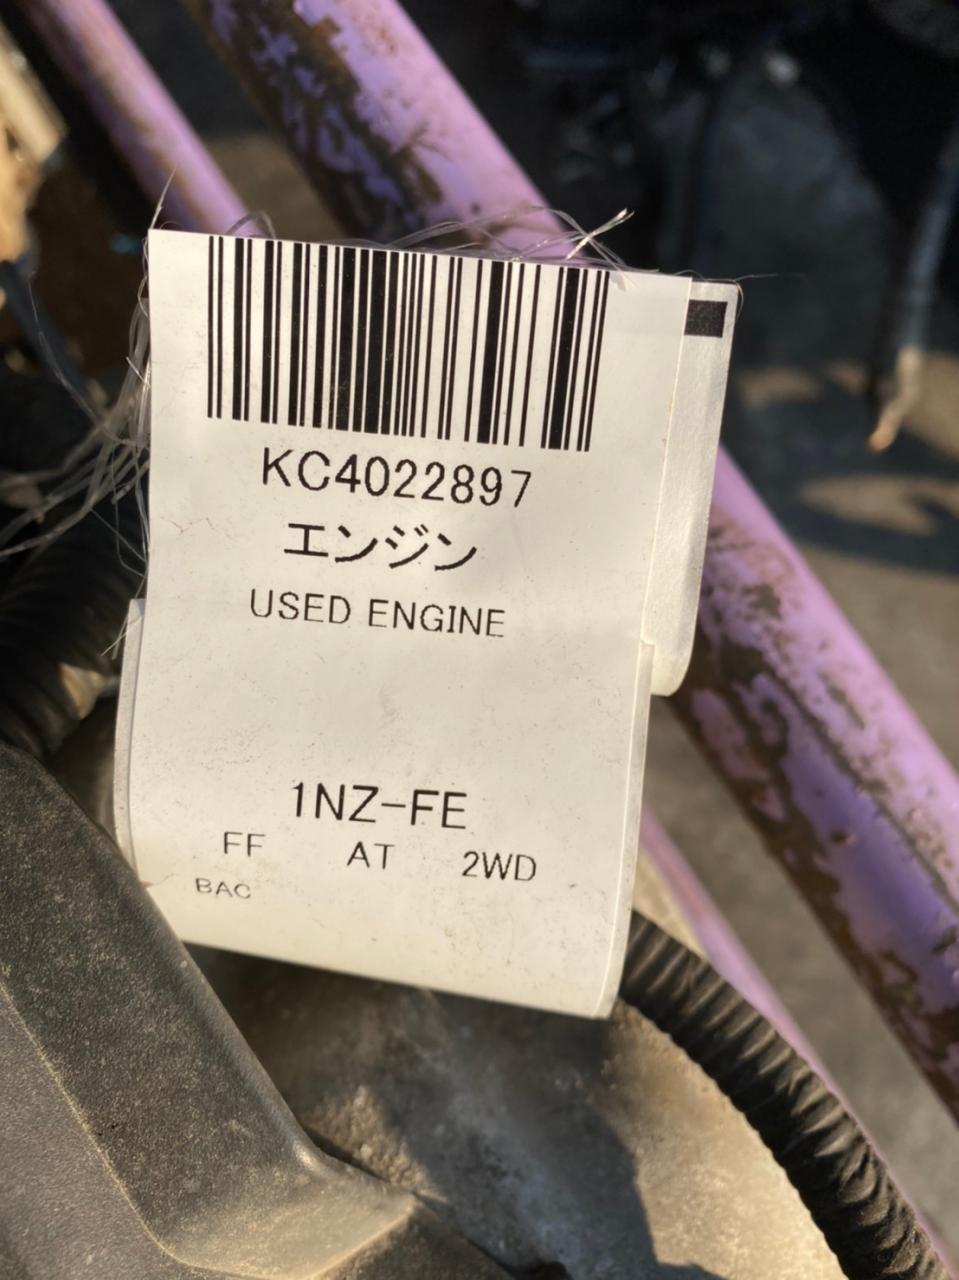 KC4022897
エンジン
USED ENGINE
1NZ-FE
FF AT 2WD
BAC